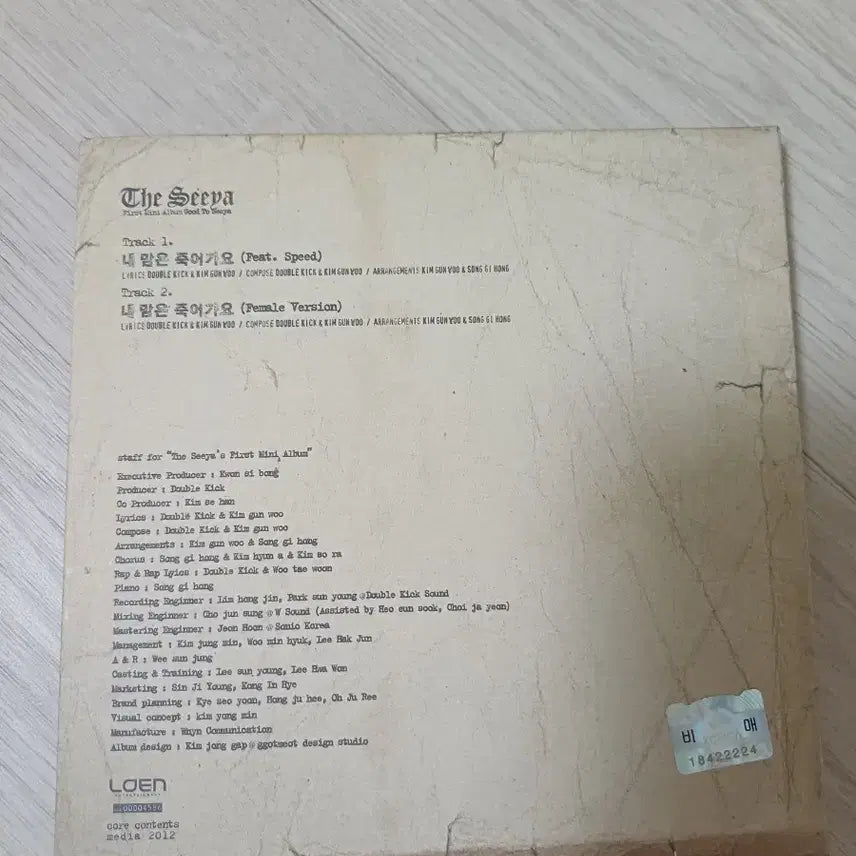 The Seeya
First Mini Album Good To Seeya
Track 1.
내 맘은 죽어가요 (Feat. Speed)
LYRICS DOUBLE KICK & KIM GUN WOO / COMPOSE DOUBLE KICK & KIM GUN WOO / ARRANGEMENTS KIM GUN WOO & SONG GI HONG
Track 2.
내 맘은 죽어가요 (Female Version)
LYRICS DOUBLE KICK & KIM GUN WOO / COMPOSE DOUBLE KICK & KIM GUN WOO / ARRANGEMENTS KIM GUN WOO & SONG GI HONG
staff for "The Seeya's First Mini Album"
Executive Producer : Kwon si bong
Producer : Double Kick
Co Producer : Kim se han
Lyrics : Double Kick & Kim gun woo
Compose : Double Kick & Kim gun woo
Arrangements : Kim gun woo & Song gi hong
Chorus : Song gi hong & Kim hyun a & Kim so ra
Rap & Rap Lyics : Double Kick & Woo tae woon
Piano : Song gi hong
Recording Enginner : Lim hong jin, Park sun young @Double Kick Sound
Mixing Enginner : Cho jun sung @ W Sound (Assisted by Heo eun sook, Choi ja yeon)
Mastering Enginner : Jeon Hoon @ Sonic Korea
Management : Kim jung min, Woo min hyuk, Lee Hak Jun
A & R : Wee sun jung
Casting & Training : Lee sun young, Lee Hwa Won
Marketing : Sin Ji Young, Kong In Hye
Brand planning : Kye seo yoon, Hong ju hee, Oh Ju Ree
Visual concept : kim yong min
Manufacture : Whyn Communication
Album design : Kim jong gap @ ggotsbot design studio
LOEN
ENTERTAINMENT
core contents
media 2012
비 매
18422224